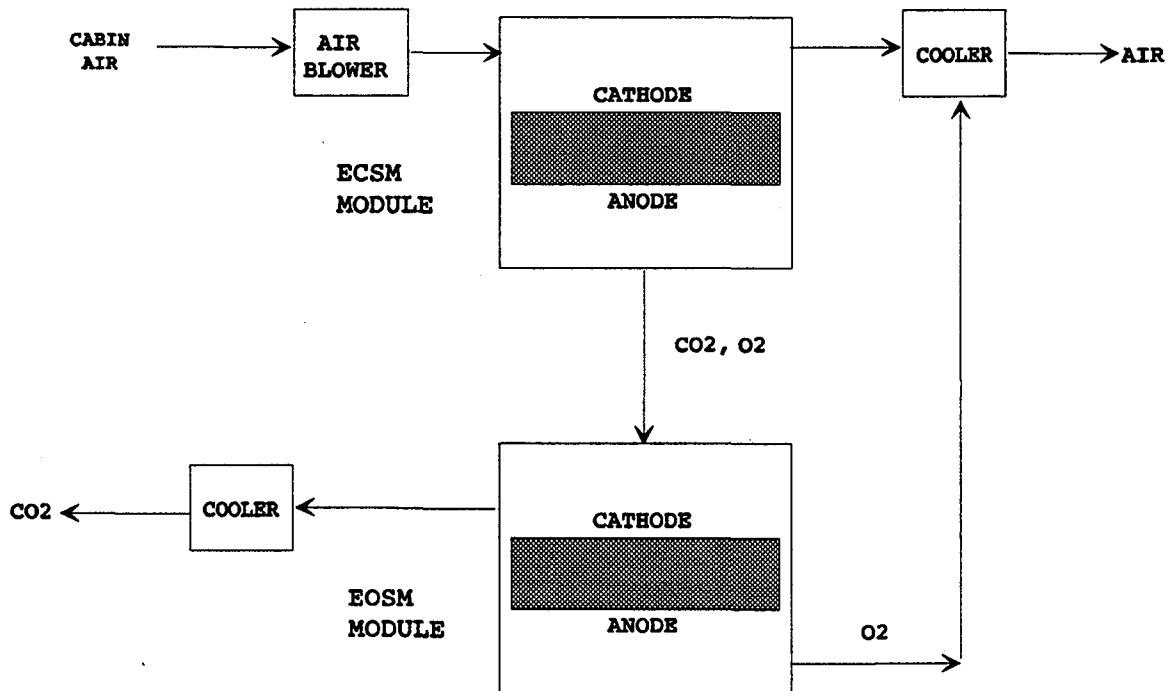 CABIN
AIR
AIR
BLOWER
COOLER
AIR
CATHODE
ANODE
ECSM
MODULE
CO2, O2
CO2
COOLER
CATHODE
ANODE
EOSM
MODULE
O2